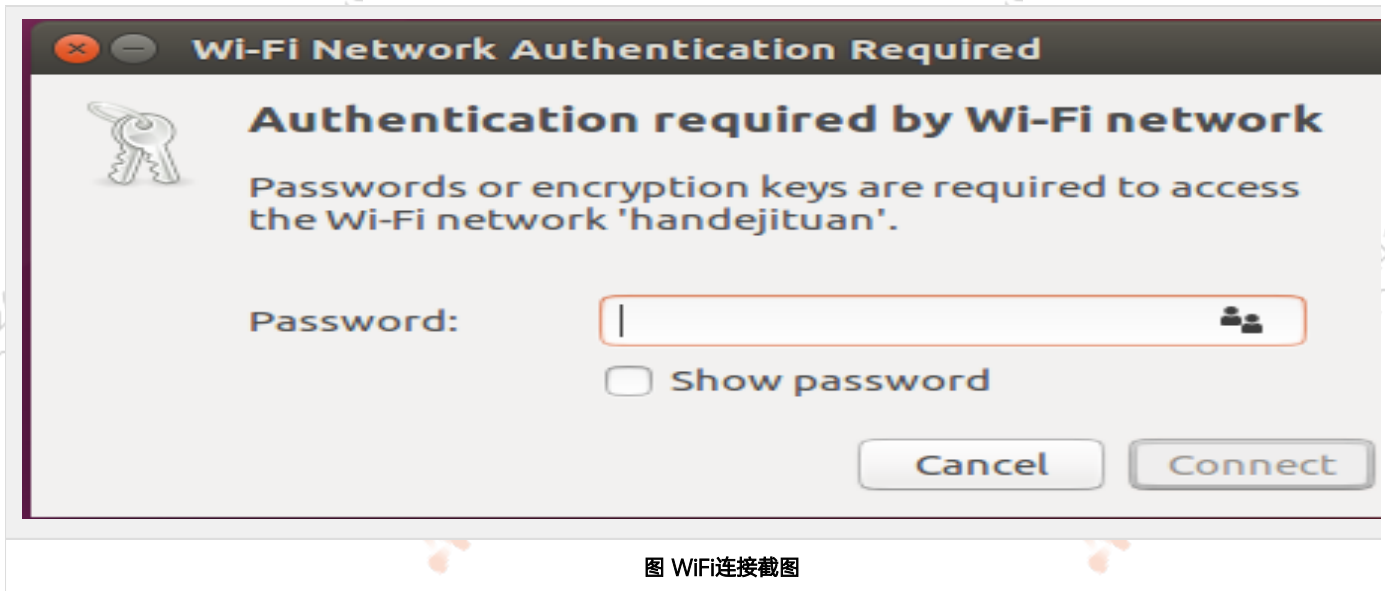 Wi-Fi Network Authentication Required
Authentication required by Wi-Fi network
Passwords or encryption keys are required to access
the Wi-Fi network 'handejituan'.
Password:
Show password
Cancel
Connect
图 WiFi连接截图